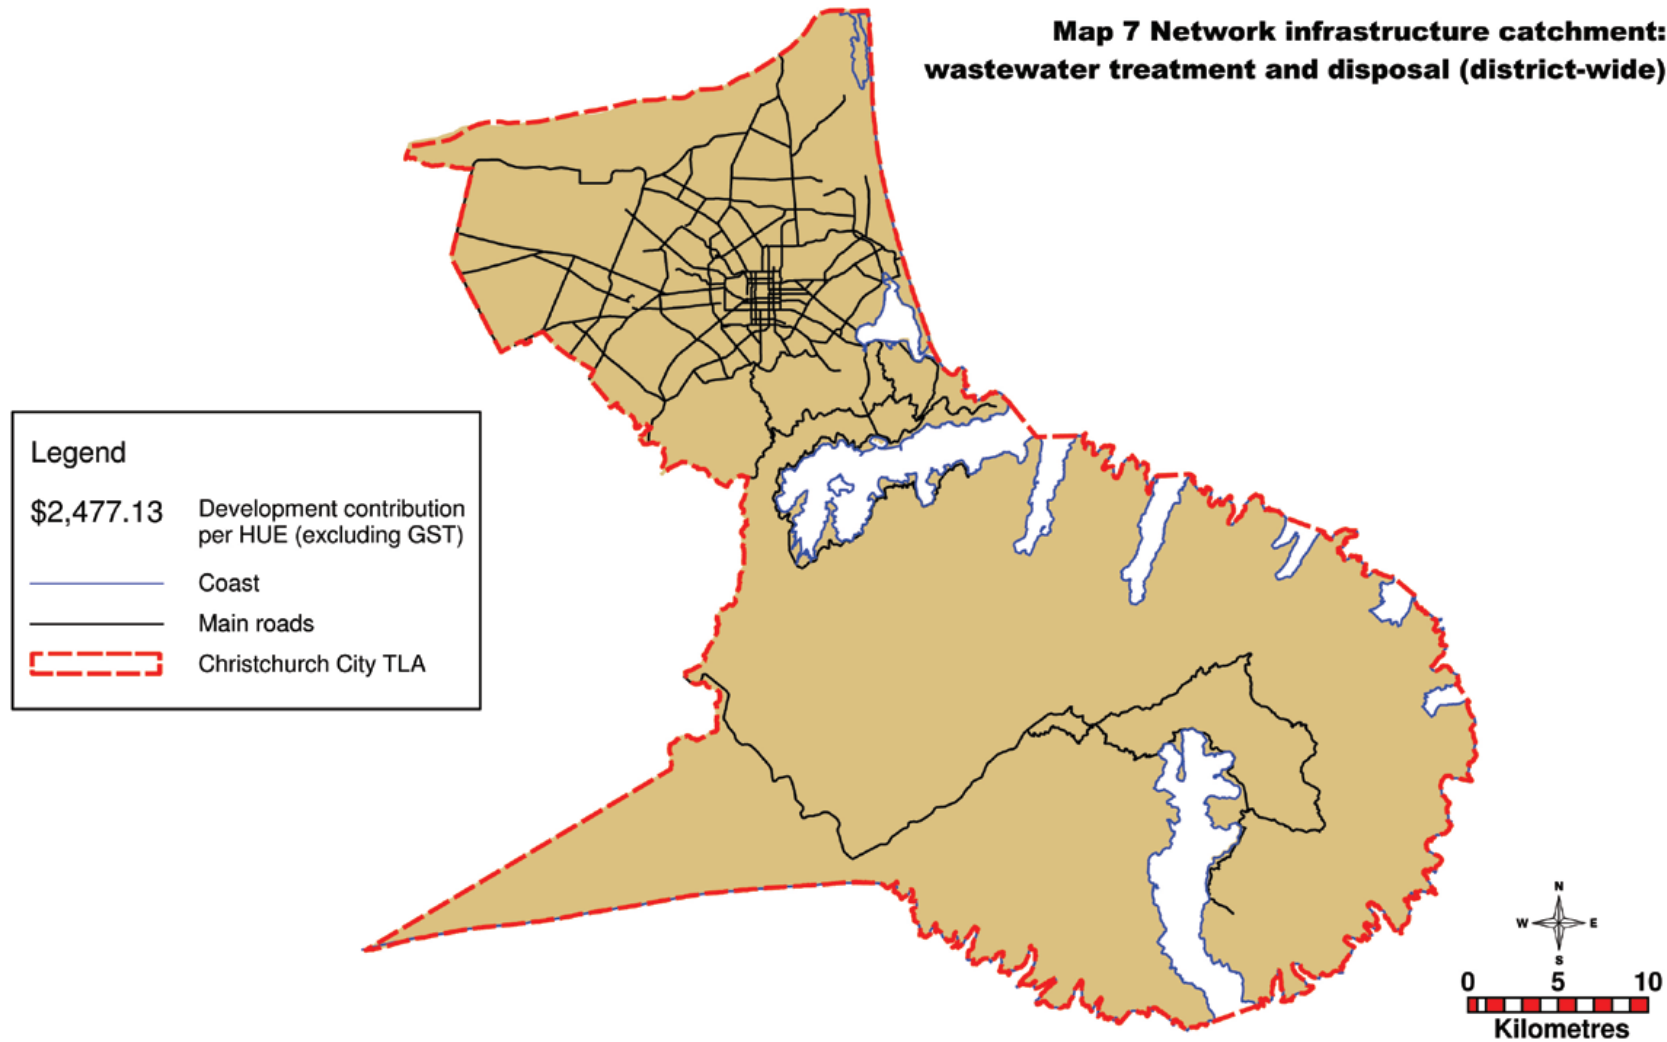 Map 7 Network infrastructure catchment:
wastewater treatment and disposal (district-wide)
Legend
$2,477.13 Development contribution
per HUE (excluding GST)
Coast
Main roads
Christchurch City TLA
N
W E
S
0 5 10
Kilometres